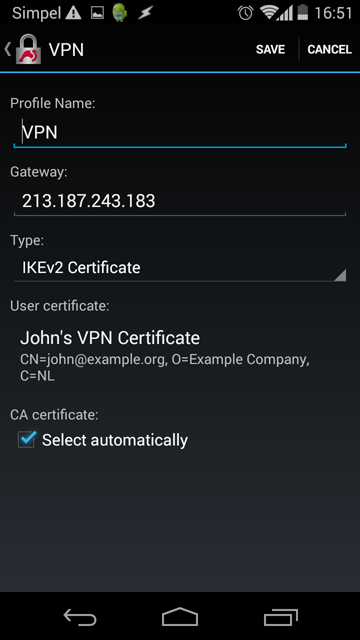 Simpel 16:51
VPN SAVE CANCEL
Profile Name:
VPN
Gateway:
213.187.243.183
Type:
IKEv2 Certificate
User certificate:
John's VPN Certificate
CN=john@example.org, O=Example Company,
C=NL
CA certificate:
Select automatically